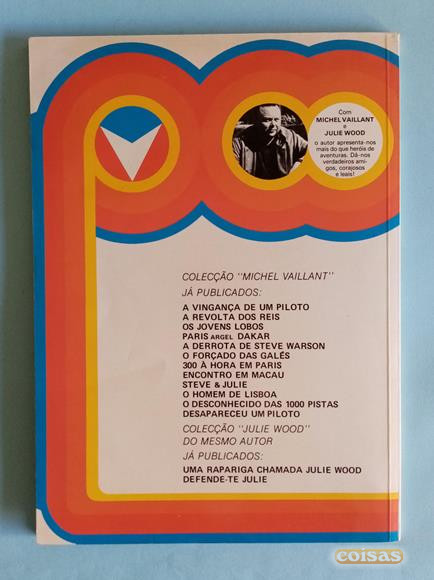 Com
MICHEL VAILLANT
e
JULIE WOOD
o autor apresenta-nos
mais do que heróis de
aventuras. Dá-nos
verdadeiros ami-
gos, corajosos
e leais!
COLECÇÃO "MICHEL VAILLANT"
JÁ PUBLICADOS:
A VINGANÇA DE UM PILOTO
A REVOLTA DOS REIS
OS JOVENS LOBOS
PARIS ARGEL DAKAR
A DERROTA DE STEVE WARSON
O FORÇADO DAS GALÉS
300 À HORA EM PARIS
ENCONTRO EM MACAU
STEVE & JULIE
O HOMEM DE LISBOA
O DESCONHECIDO DAS 1000 PISTAS
DESAPARECEU UM PILOTO
COLECÇÃO "JULIE WOOD"
DO MESMO AUTOR
JÁ PUBLICADOS:
UMA RAPARIGA CHAMADA JULIE WOOD
DEFENDE-TE JULIE
coisas